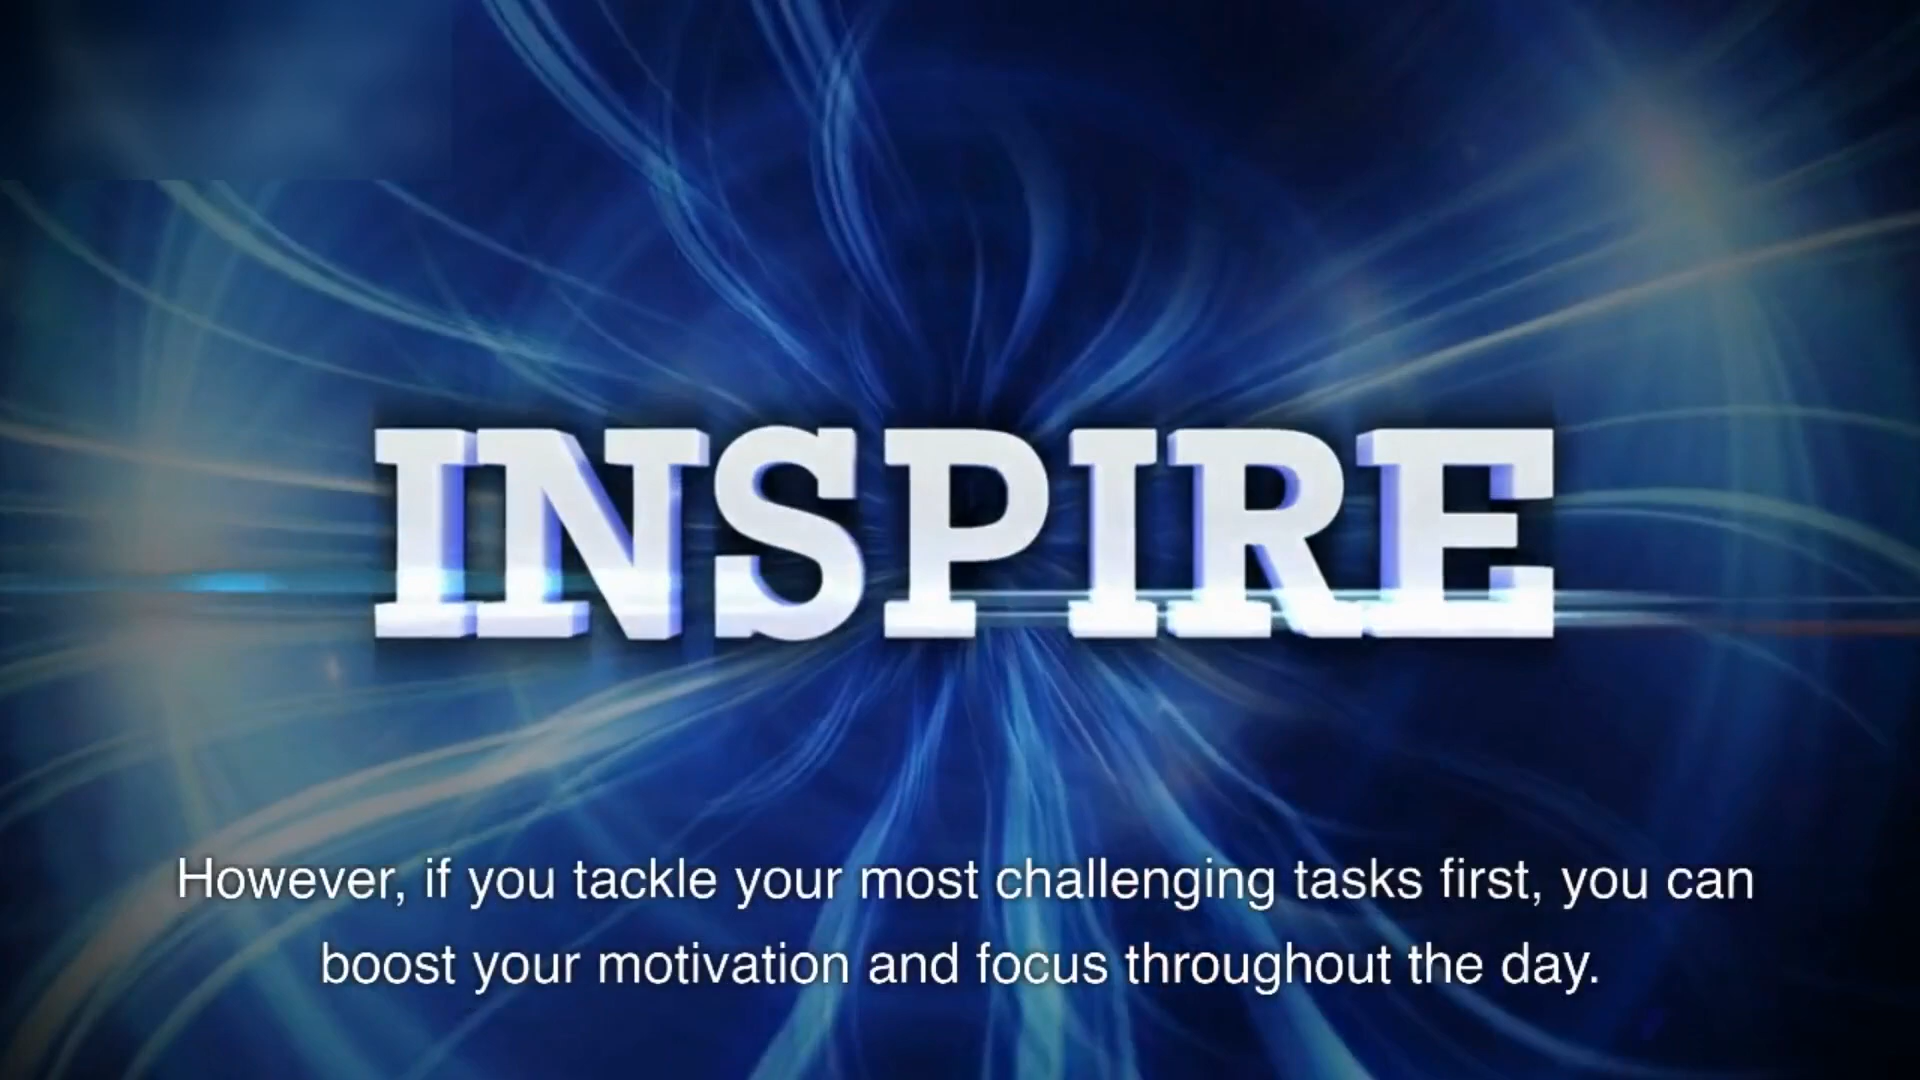 INSPIRE
However, if you tackle your most challenging tasks first, you can
boost your motivation and focus throughout the day.